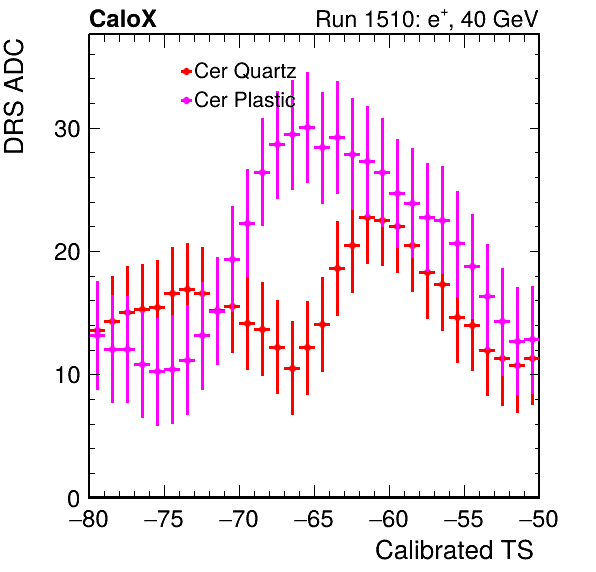 CaloX Run 1510: e⁺, 40 GeV
DRS ADC
Cer Quartz
Cer Plastic
30
20
10
0
−80 −75 −70 −65 −60 −55 −50
Calibrated TS